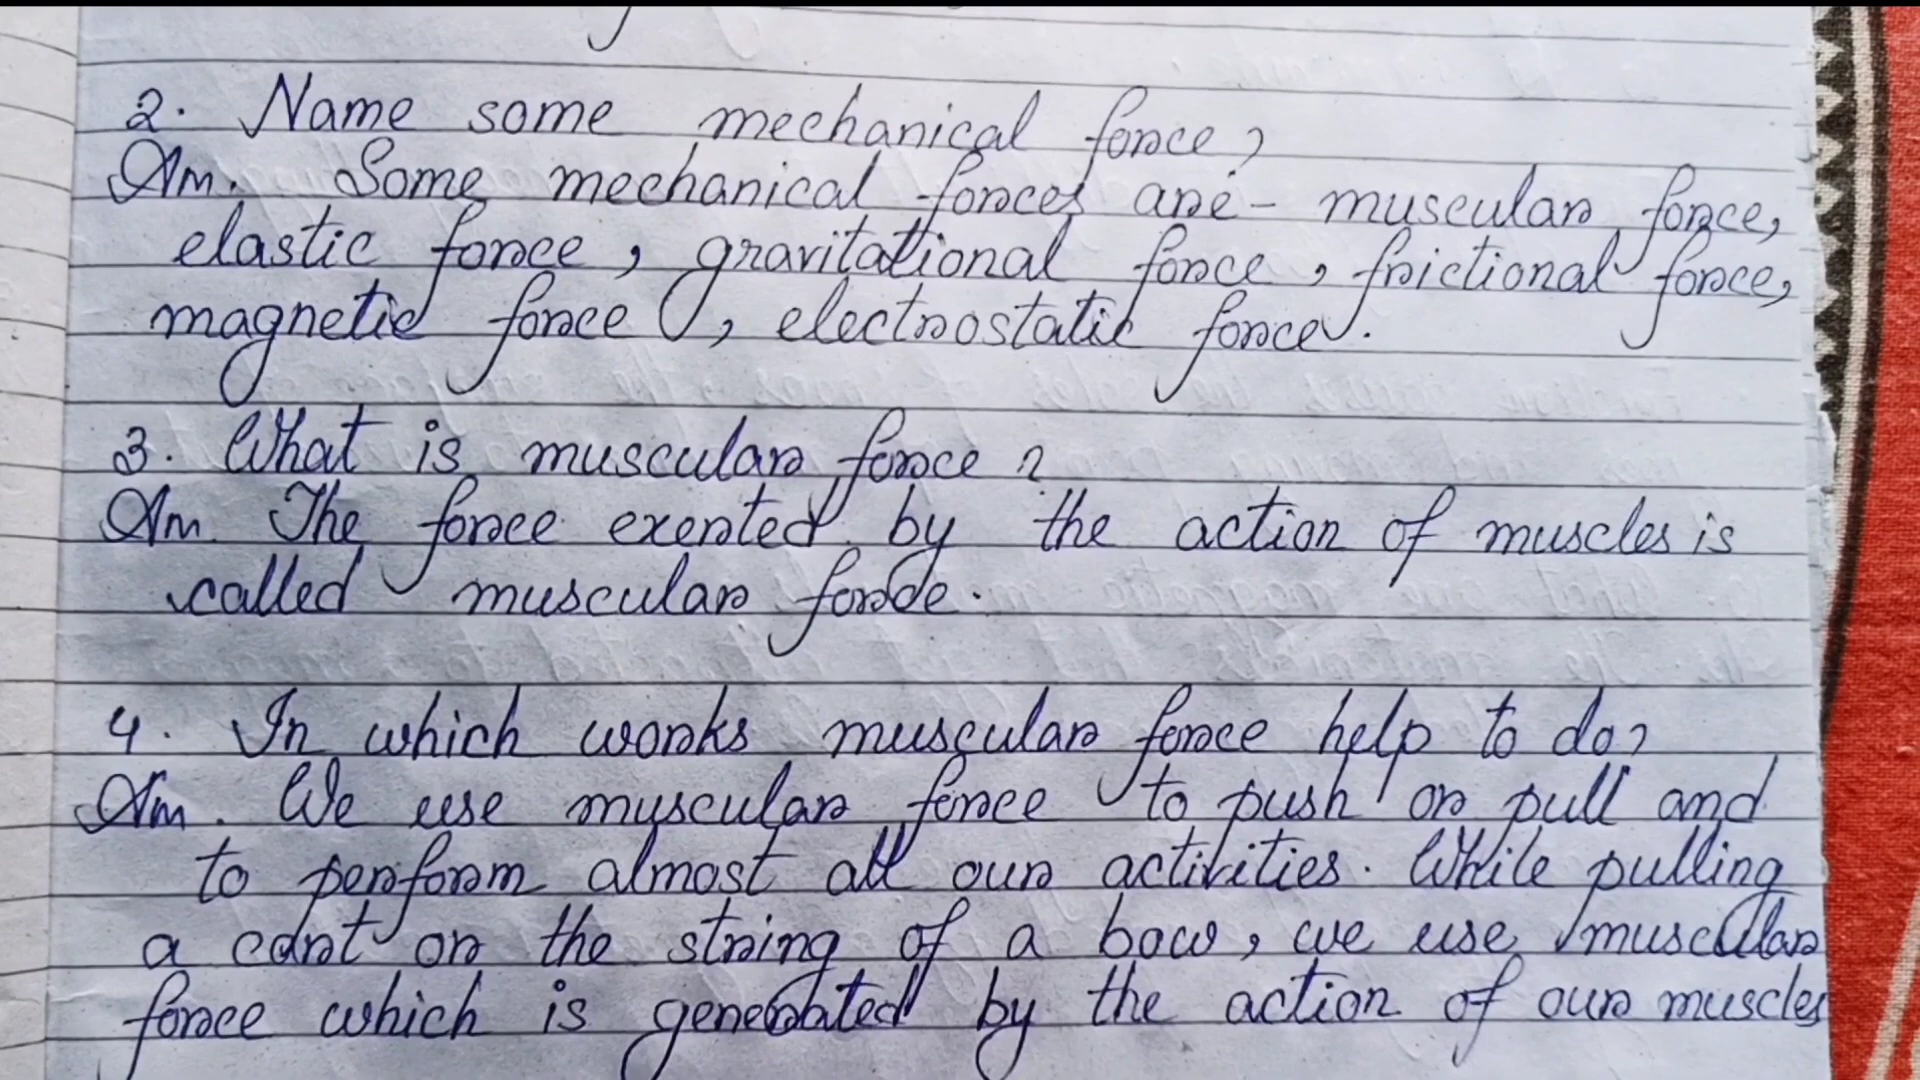 2. Name some mechanical force?
Ans. Some mechanical forces are - muscular force,
elastic force, gravitational force, frictional force,
magnetic force, electrostatic force.
3. What is muscular force?
Ans. The force exerted by the action of muscles is
called muscular force.
4. In which works muscular force help to do?
Ans. We use muscular force to push or pull and
to perform almost all our activities. While pulling
a cart or the string of a bow, we use muscular
force which is generated by the action of our muscles